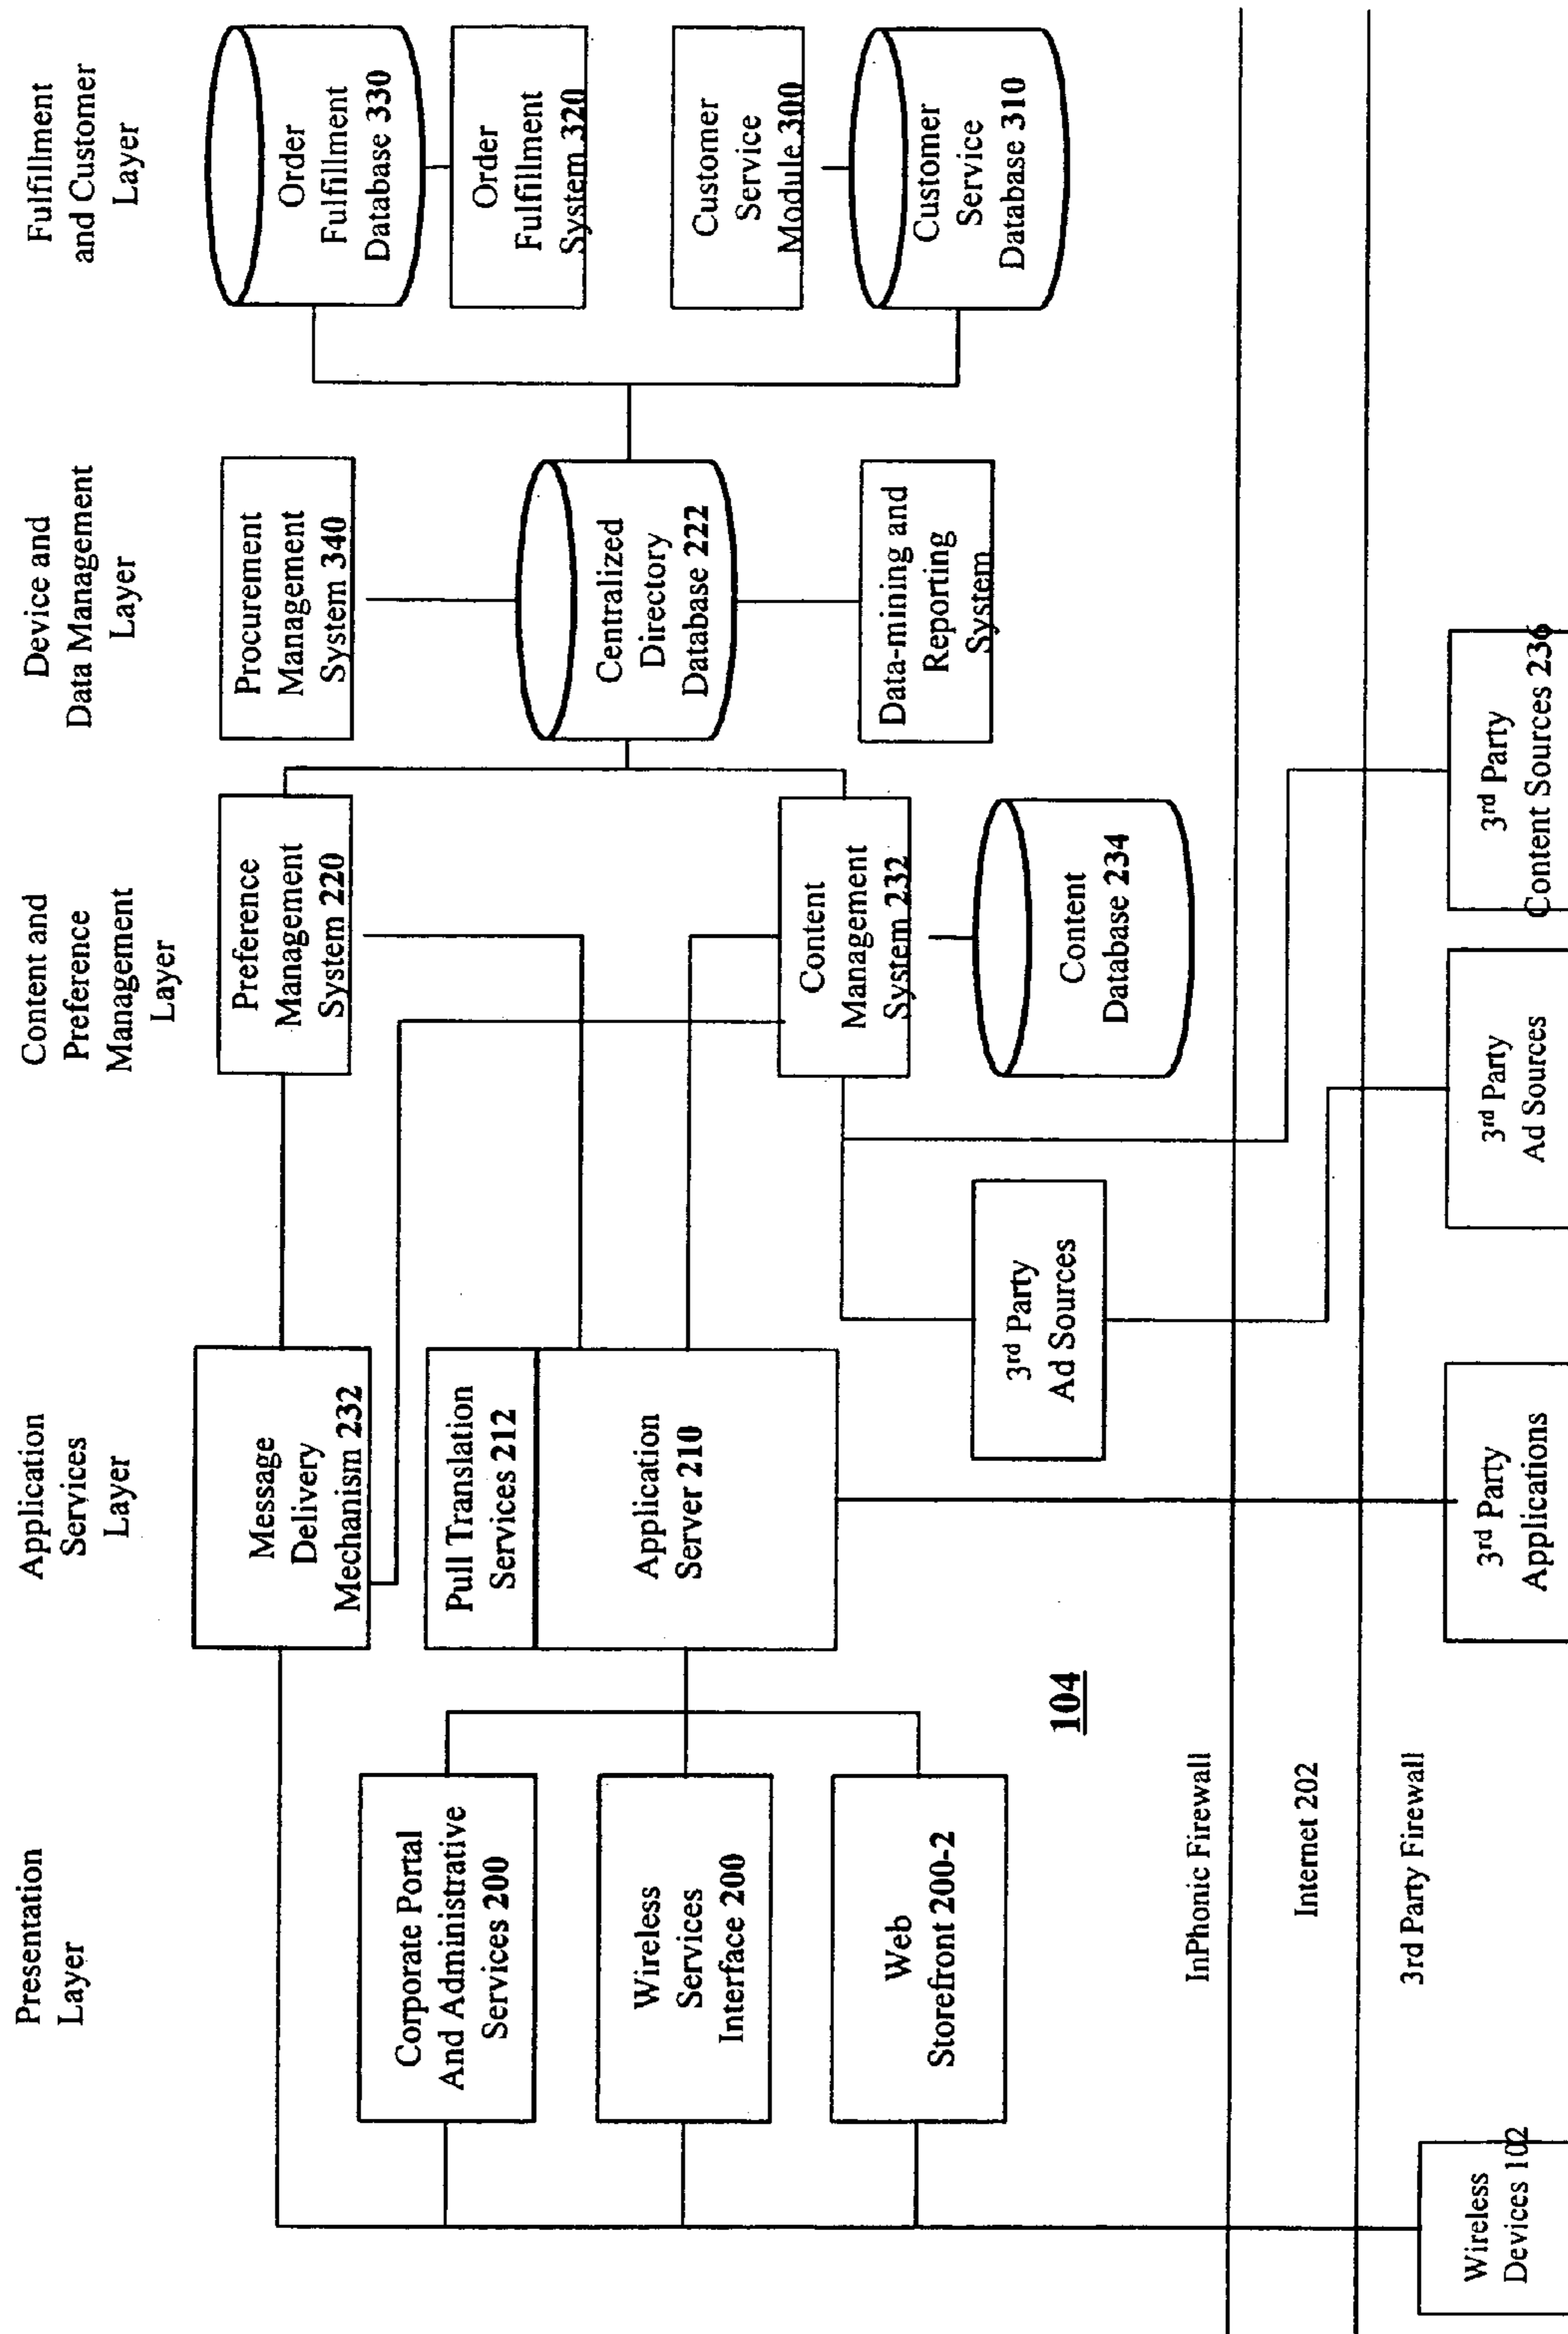 Presentation
Layer
Application
Services
Layer
Content and
Preference
Management
Layer
Device and
Data Management
Layer
Fulfillment
and Customer
Layer
Message
Delivery
Mechanism 232
Preference
Management
System 220
Procurement
Management
System 340
Order
Fulfillment
Database 330
Corporate Portal
And Administrative
Services 200
Pull Translation
Services 212
Order
Fulfillment
System 320
Wireless
Services
Interface 200
Application
Server 210
Centralized
Directory
Database 222
Customer
Service
Module 300
Web
Storefront 200-2
Content
Management
System 232
Data-mining and
Reporting
System
Customer
Service
Database 310
3rd Party
Ad Sources
Content
Database 234
104
InPhonic Firewall
Internet 202
3rd Party Firewall
Wireless
Devices 102
3rd Party
Applications
3rd Party
Ad Sources
3rd Party
Content Sources 236